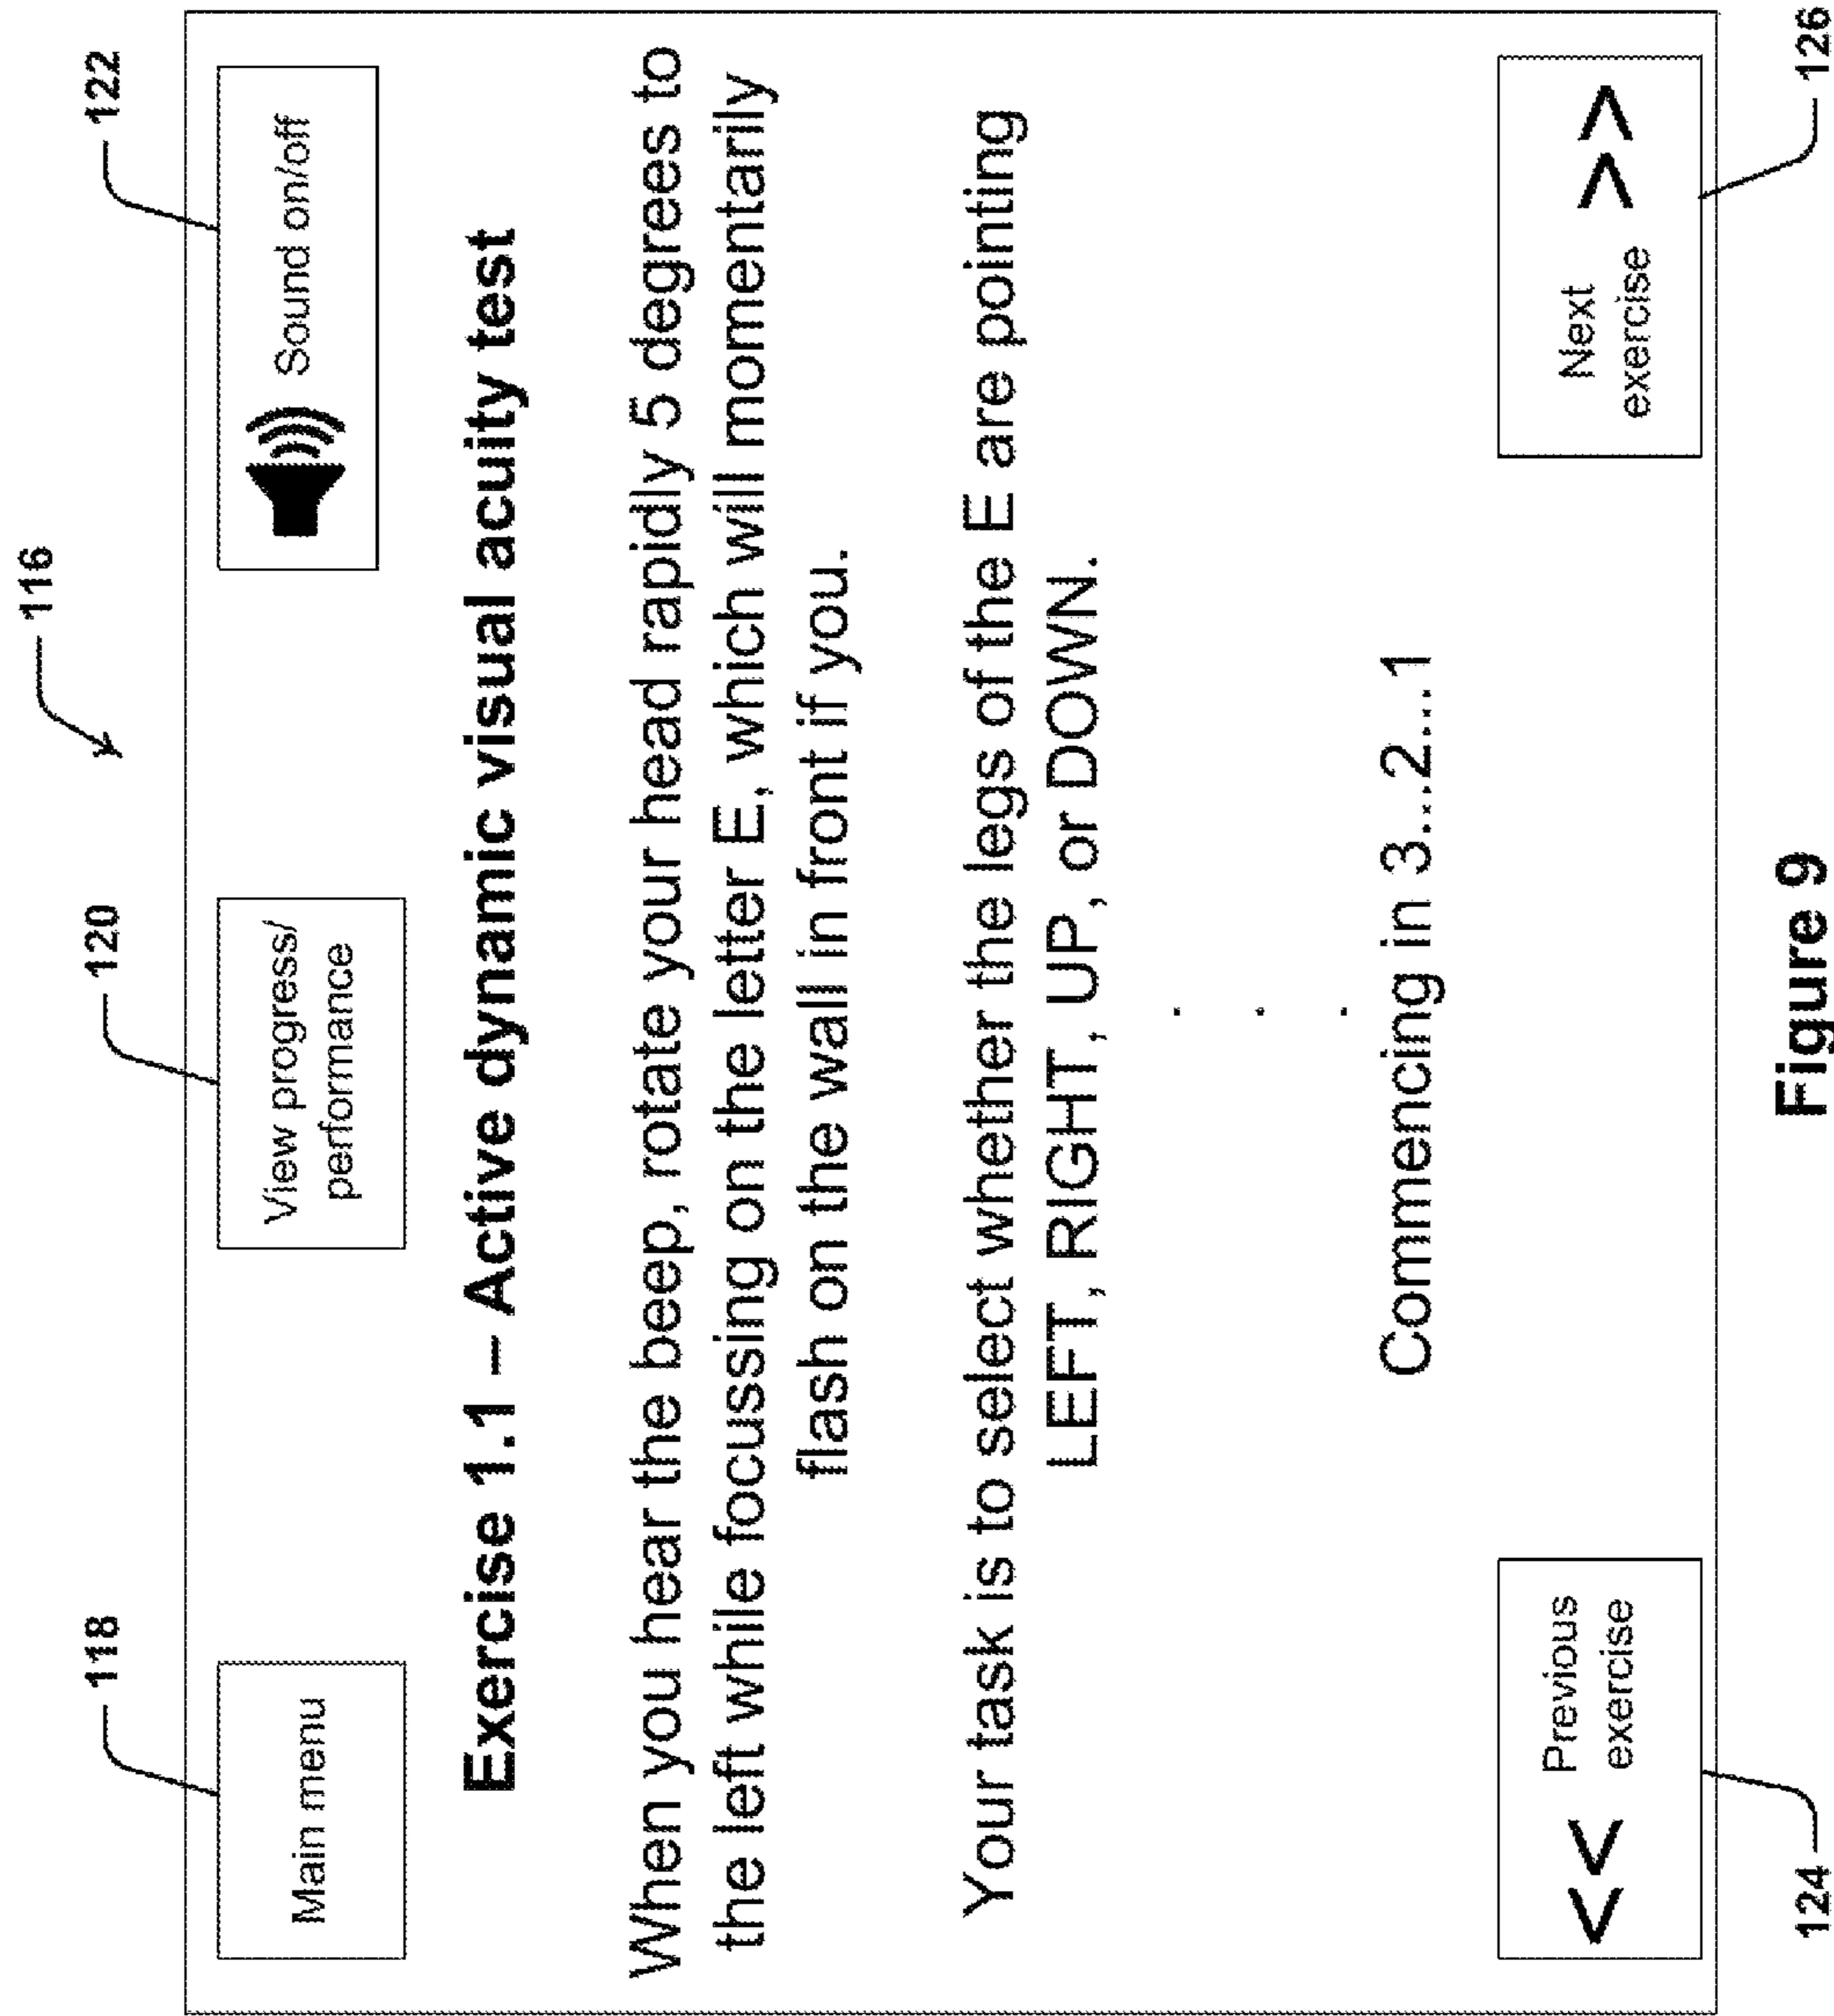 116
118
120
122
Main menu
View progress/
performance
Sound on/off
Exercise 1.1 – Active dynamic visual acuity test
When you hear the beep, rotate your head rapidly 5 degrees to
the left while focussing on the letter E, which will momentarily
flash on the wall in front if you.
Your task is to select whether the legs of the E are pointing
LEFT, RIGHT, UP, or DOWN.
.
.
.
Commencing in 3...2...1
<< Previous
exercise
Next >>
exercise
124
126
Figure 9